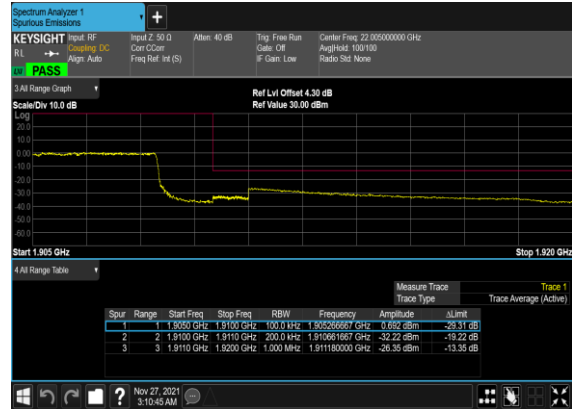 Spectrum Analyzer 1
Spurious Emissions
KEYSIGHT Input: RF Input Z: 50 Ω Atten: 40 dB Trig: Free Run Center Freq: 22.005000000 GHz
RL Coupling: DC Corr CCorr Gate: Off Avg|Hold: 100/100
Align: Auto Freq Ref: Int (S) IF Gain: Low Radio Std: None
LM PASS
3 All Range Graph
Ref Lvl Offset 4.30 dB
Scale/Div 10.0 dB Ref Value 30.00 dBm
Log
20.0
10.0
0.00
-10.0
-20.0
-30.0
-40.0
-50.0
-60.0
Start 1.905 GHz Stop 1.920 GHz
4 All Range Table
Measure Trace Trace 1
Trace Type Trace Average (Active)
Spur Range Start Freq Stop Freq RBW Frequency Amplitude ΔLimit
1 1 1.9050 GHz 1.9100 GHz 100.0 kHz 1.905266667 GHz 0.692 dBm -29.31 dB
2 2 1.9100 GHz 1.9110 GHz 200.0 kHz 1.910661667 GHz -32.22 dBm -19.22 dB
3 3 1.9110 GHz 1.9200 GHz 1.000 MHz 1.911180000 GHz -26.35 dBm -13.35 dB
? Nov 27, 2021
3:10:45 AM